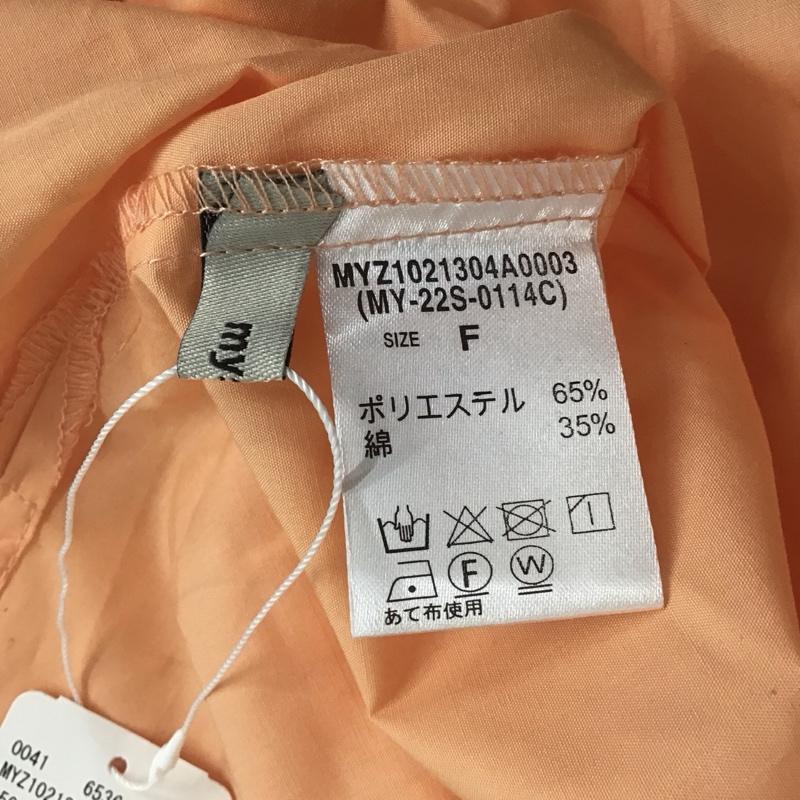 MYZ1021304A0003
(MY-22S-0114C)
SIZE F
ポリエステル 65%
綿 35%
F W
あて布使用
my
0041